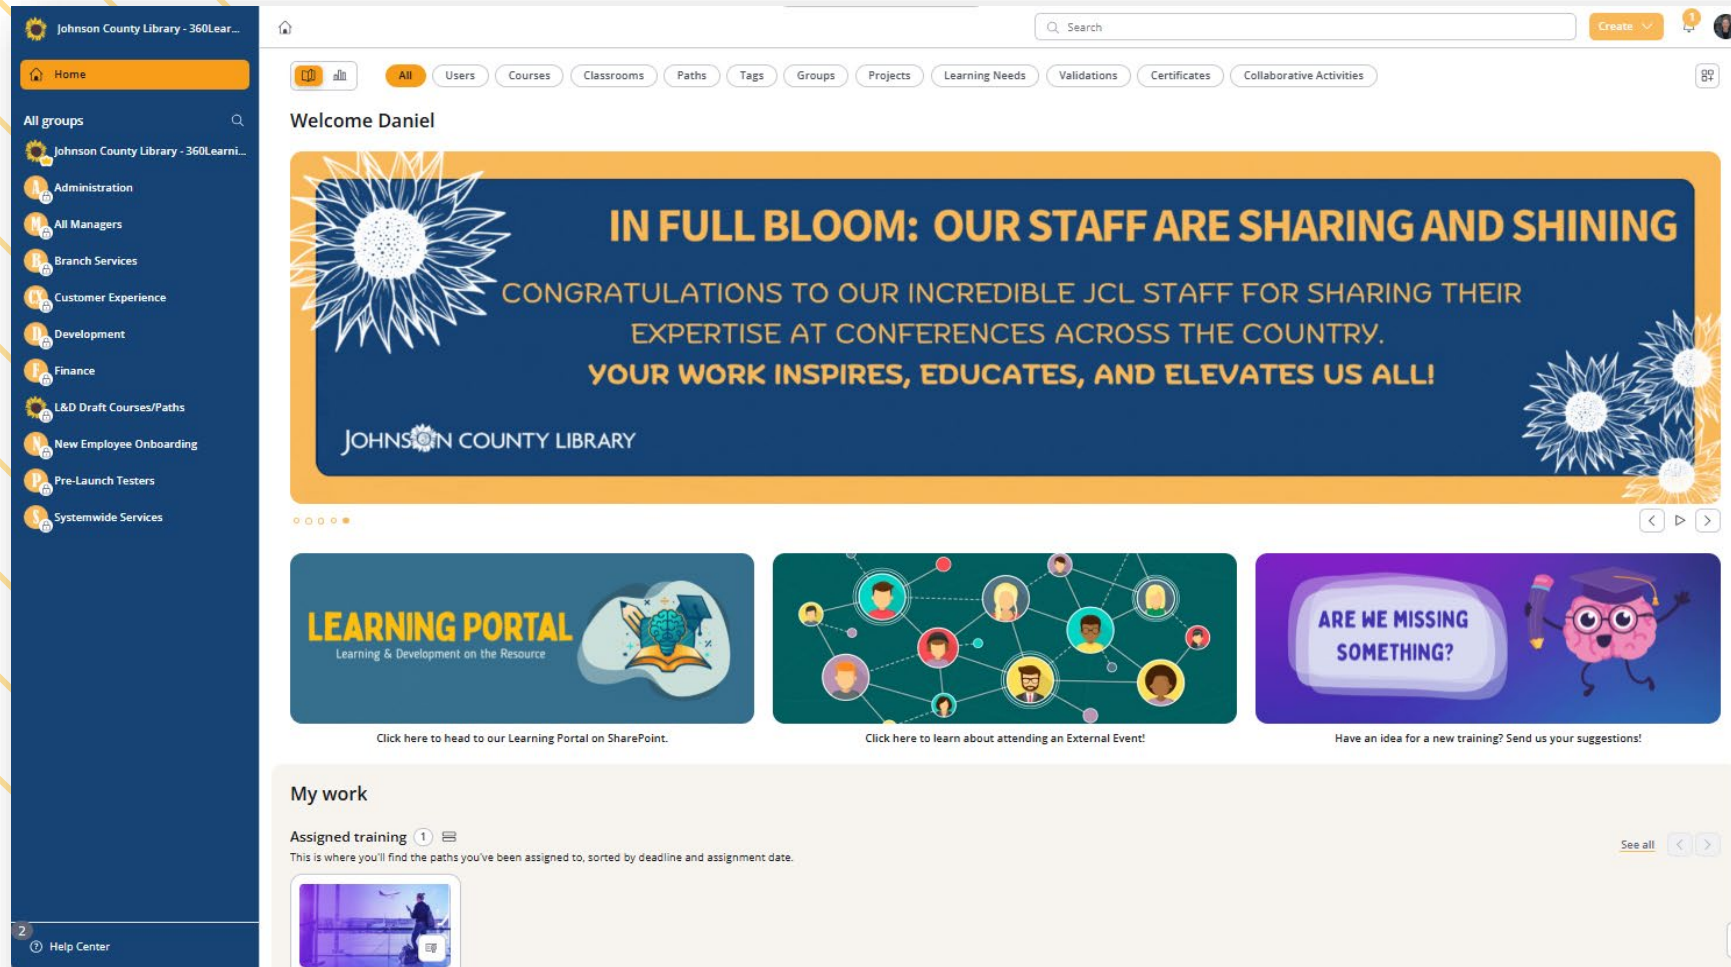 Johnson County Library - 360Lear...
Search
Create
1
Home
All Users Courses Classrooms Paths Tags Groups Projects Learning Needs Validations Certificates Collaborative Activities
All groups
Johnson County Library - 360Learni...
Administration
All Managers
Branch Services
Customer Experience
Development
Finance
L&D Draft Courses/Paths
New Employee Onboarding
Pre-Launch Testers
Systemwide Services
2
Help Center
Welcome Daniel
IN FULL BLOOM: OUR STAFF ARE SHARING AND SHINING
CONGRATULATIONS TO OUR INCREDIBLE JCL STAFF FOR SHARING THEIR
EXPERTISE AT CONFERENCES ACROSS THE COUNTRY.
YOUR WORK INSPIRES, EDUCATES, AND ELEVATES US ALL!
JOHNSON COUNTY LIBRARY
LEARNING PORTAL
Learning & Development on the Resource
Click here to head to our Learning Portal on SharePoint.
Click here to learn about attending an External Event!
ARE WE MISSING
SOMETHING?
Have an idea for a new training? Send us your suggestions!
My work
Assigned training 1
This is where you'll find the paths you've been assigned to, sorted by deadline and assignment date.
See all